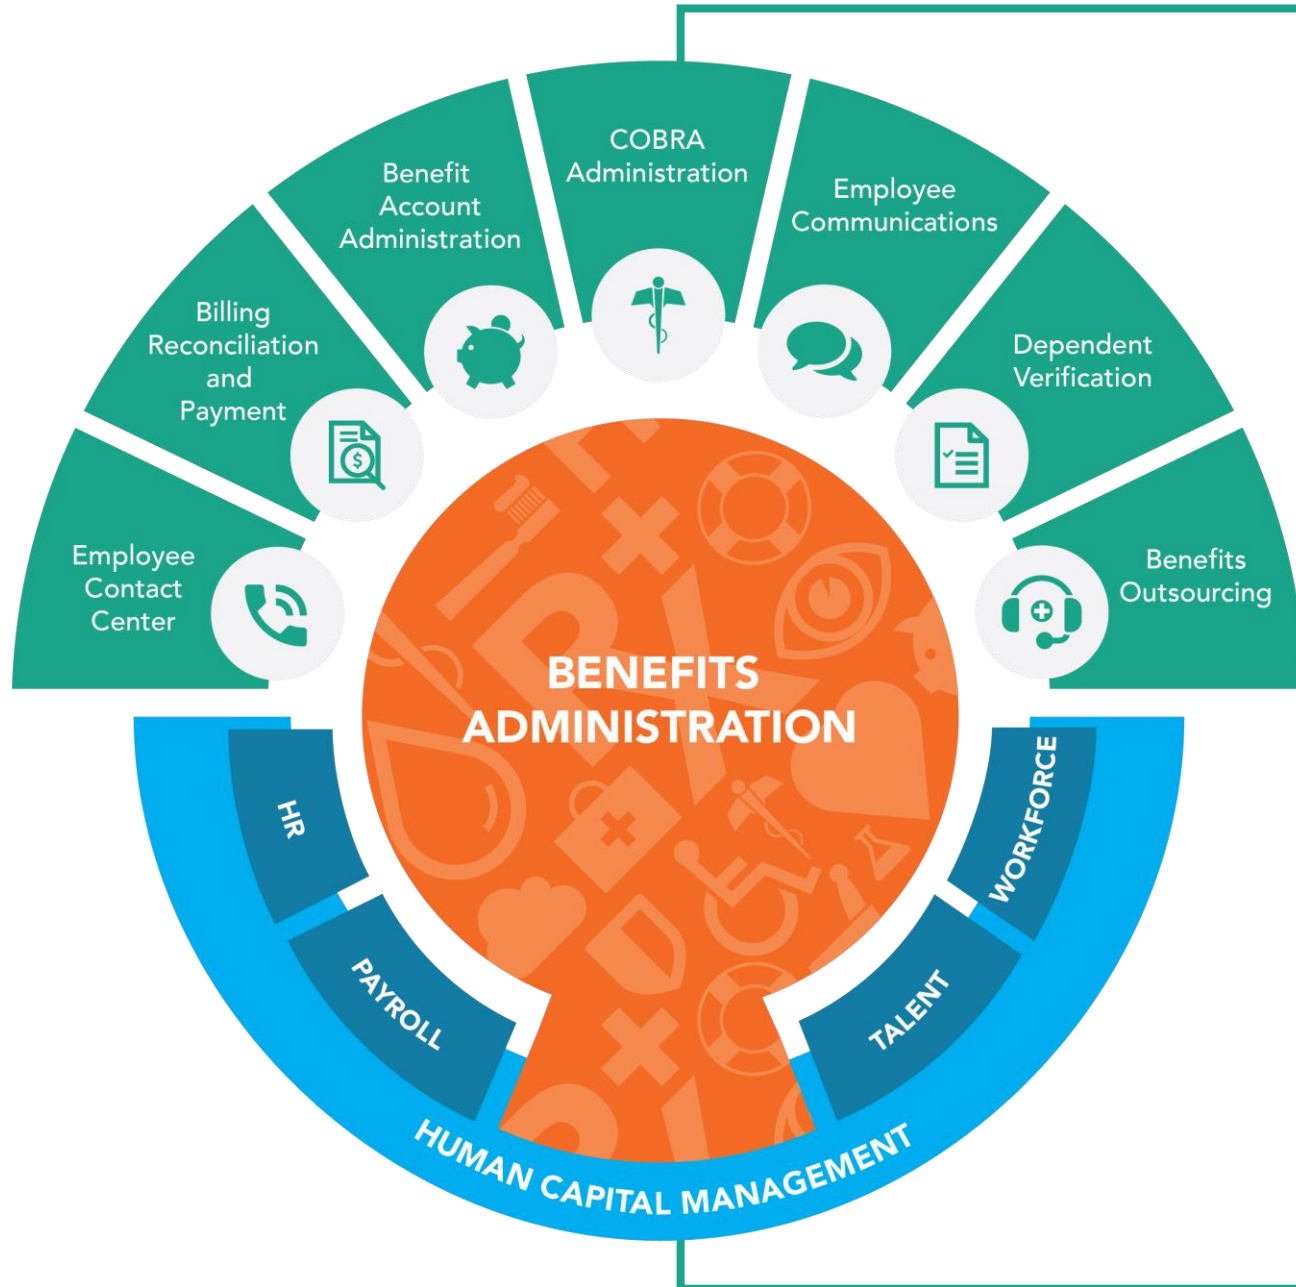 COBRA
Administration
Benefit
Account
Administration
Employee
Communications
Billing
Reconciliation
and
Payment
$
Dependent
Verification
Employee
Contact
Center
Benefits
Outsourcing
RX
BENEFITS
ADMINISTRATION
HR
PAYROLL
TALENT
WORKFORCE
HUMAN CAPITAL MANAGEMENT